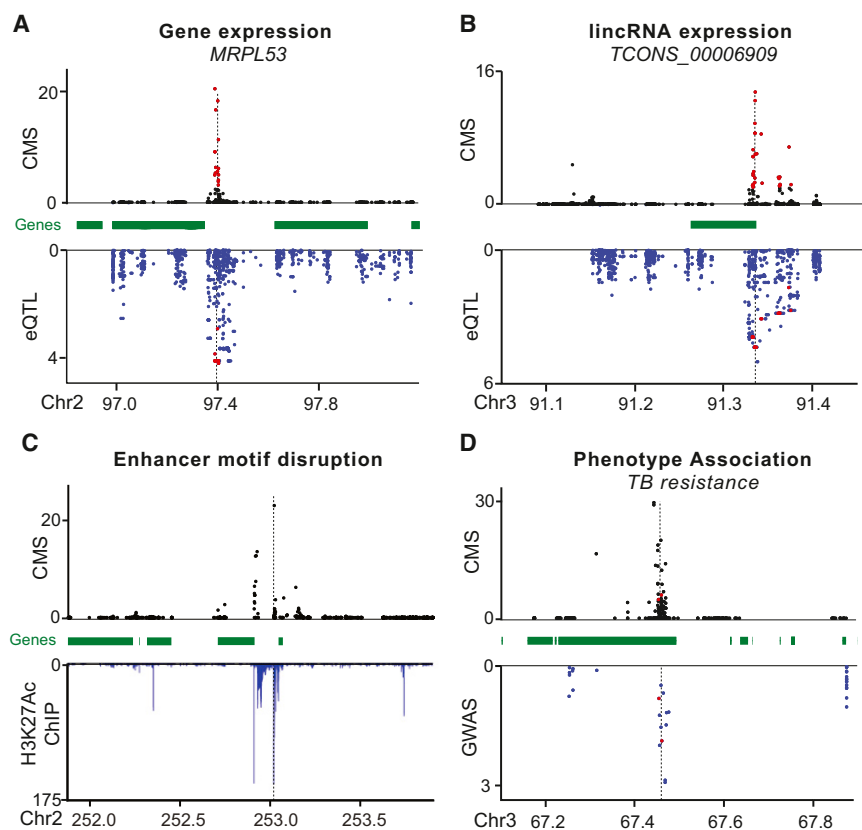 A
Gene expression
MRPL53
20
CMS
0
Genes
0
eQTL
4
Chr2
97.0
97.4
97.8
B
lincRNA expression
TCONS_00006909
16
CMS
0
0
eQTL
6
Chr3
91.1
91.2
91.3
91.4
C
Enhancer motif disruption
20
CMS
0
Genes
0
H3K27Ac
ChIP
175
Chr2
252.0
252.5
253.0
253.5
D
Phenotype Association
TB resistance
30
CMS
0
0
GWAS
3
Chr3
67.2
67.4
67.6
67.8